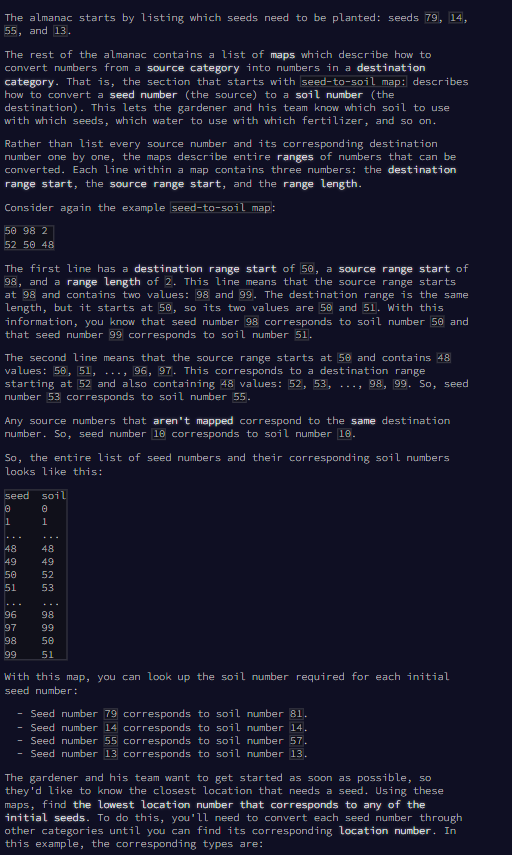 The almanac starts by listing which seeds need to be planted: seeds 79, 14,
55, and 13.
The rest of the almanac contains a list of maps which describe how to
convert numbers from a source category into numbers in a destination
category. That is, the section that starts with seed-to-soil map: describes
how to convert a seed number (the source) to a soil number (the
destination). This lets the gardener and his team know which soil to use
with which seeds, which water to use with which fertilizer, and so on.
Rather than list every source number and its corresponding destination
number one by one, the maps describe entire ranges of numbers that can be
converted. Each line within a map contains three numbers: the destination
range start, the source range start, and the range length.
Consider again the example seed-to-soil map:
50 98 2
52 50 48
The first line has a destination range start of 50, a source range start of
98, and a range length of 2. This line means that the source range starts
at 98 and contains two values: 98 and 99. The destination range is the same
length, but it starts at 50, so its two values are 50 and 51. With this
information, you know that seed number 98 corresponds to soil number 50 and
that seed number 99 corresponds to soil number 51.
The second line means that the source range starts at 50 and contains 48
values: 50, 51, ..., 96, 97. This corresponds to a destination range
starting at 52 and also containing 48 values: 52, 53, ..., 98, 99. So, seed
number 53 corresponds to soil number 55.
Any source numbers that aren't mapped correspond to the same destination
number. So, seed number 10 corresponds to soil number 10.
So, the entire list of seed numbers and their corresponding soil numbers
looks like this:
seed soil
0 0
1 1
... ...
48 48
49 49
50 52
51 53
... ...
96 98
97 99
98 50
99 51
With this map, you can look up the soil number required for each initial
seed number:
- Seed number 79 corresponds to soil number 81.
- Seed number 14 corresponds to soil number 14.
- Seed number 55 corresponds to soil number 57.
- Seed number 13 corresponds to soil number 13.
The gardener and his team want to get started as soon as possible, so
they'd like to know the closest location that needs a seed. Using these
maps, find the lowest location number that corresponds to any of the
initial seeds. To do this, you'll need to convert each seed number through
other categories until you can find its corresponding location number. In
this example, the corresponding types are: